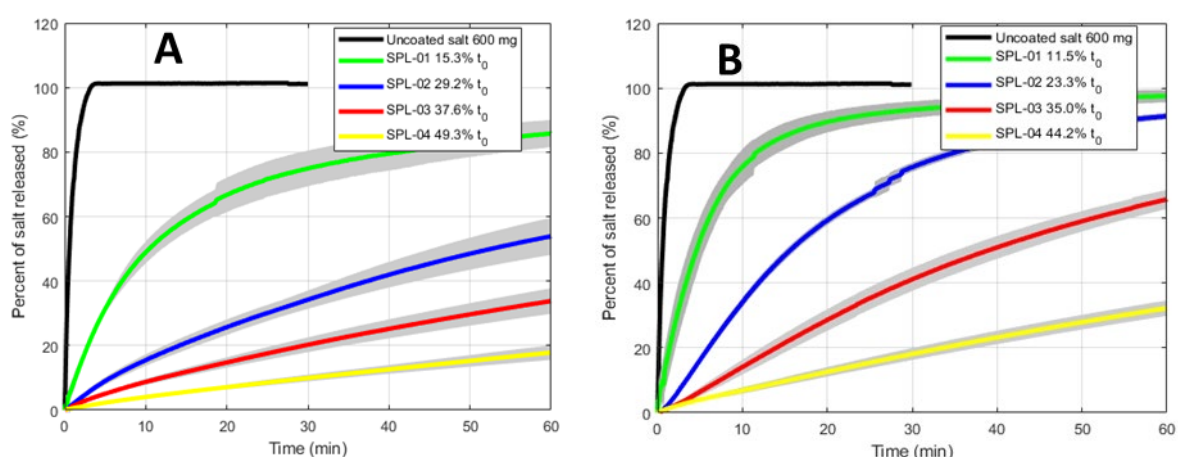 A
120
100
80
60
40
20
0
Percent of salt released (%)
0 10 20 30 40 50 60
Time (min)
Uncoated salt 600 mg
SPL-01 15.3% t0
SPL-02 29.2% t0
SPL-03 37.6% t0
SPL-04 49.3% t0
B
120
100
80
60
40
20
0
Percent of salt released (%)
0 10 20 30 40 50 60
Time (min)
Uncoated salt 600 mg
SPL-01 11.5% t0
SPL-02 23.3% t0
SPL-03 35.0% t0
SPL-04 44.2% t0